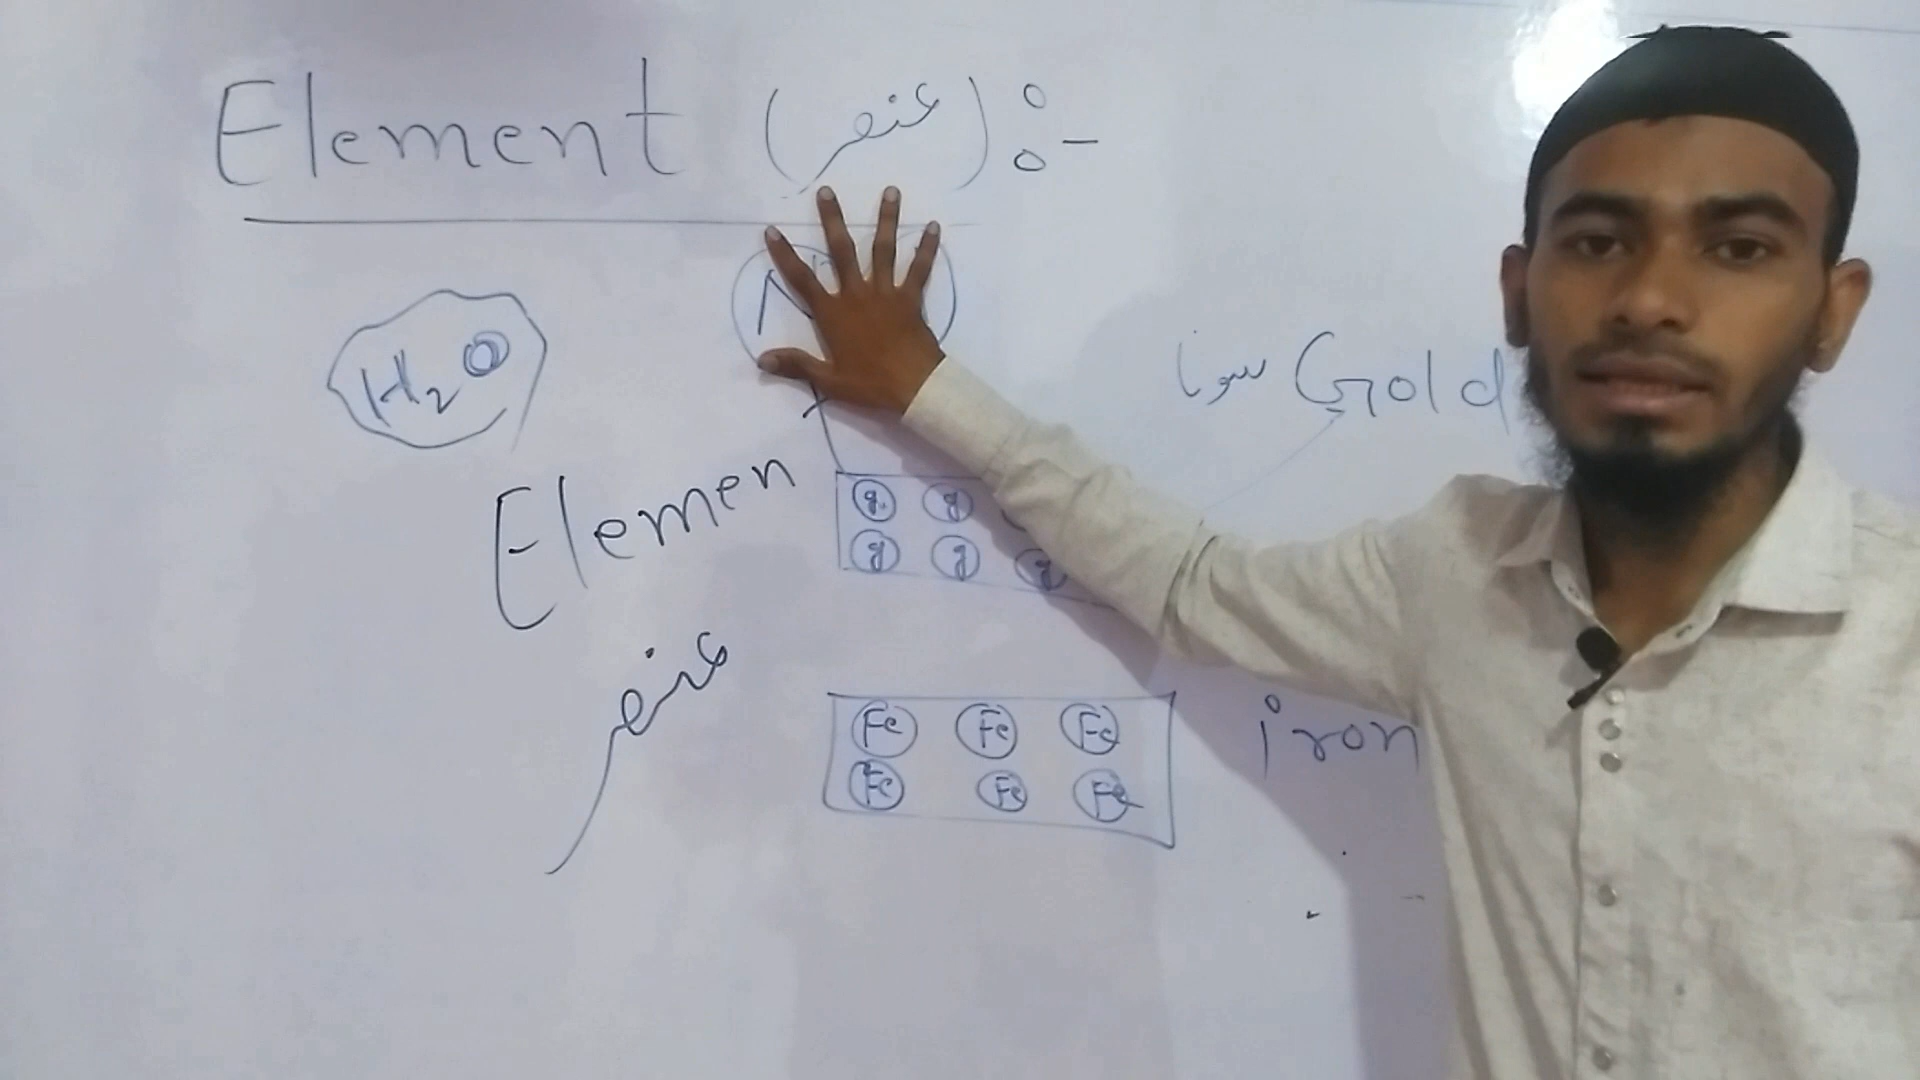 Element (عنصر) :-
H₂O
سونا Gold
Elemen
g g
g g g
عنصر
Fe Fe Fe
Fe Fe Fe
iron